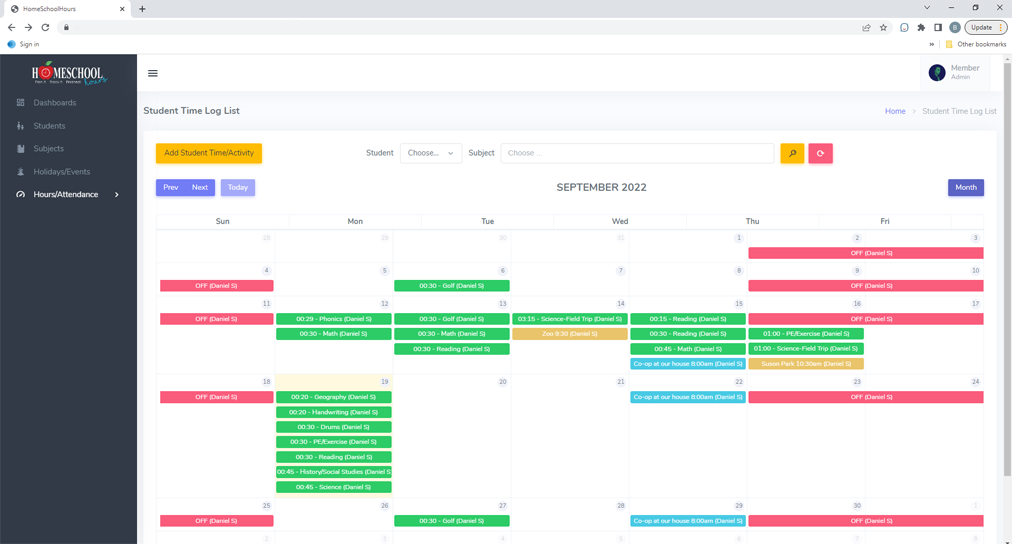 HomeSchoolHours
Update
Sign in
» Other bookmarks
HOMESCHOOL
hours
Member
Admin
Dashboards
Students
Subjects
Holidays/Events
Hours/Attendance
Student Time Log List
Home > Student Time Log List
Add Student Time/Activity
Student Choose... Subject Choose ...
Prev Next Today
SEPTEMBER 2022
Month
Sun Mon Tue Wed Thu Fri
28 29 30 31 1 2 3
OFF (Daniel S)
4 5 6 7 8 9 10
OFF (Daniel S) 00:30 - Golf (Daniel S) OFF (Daniel S)
11 12 13 14 15 16 17
OFF (Daniel S) 00:29 - Phonics (Daniel S) 00:30 - Golf (Daniel S) 03:15 - Science-Field Trip (Daniel S) 00:15 - Reading (Daniel S) OFF (Daniel S)
00:30 - Math (Daniel S) 00:30 - Math (Daniel S) Zoo 9:30 (Daniel S) 00:30 - Reading (Daniel S) 01:00 - PE/Exercise (Daniel S)
00:30 - Reading (Daniel S) 00:45 - Math (Daniel S) 01:00 - Science-Field Trip (Daniel S)
Co-op at our house 8:00am (Daniel S) Suson Park 10:30am (Daniel S)
18 19 20 21 22 23 24
OFF (Daniel S) 00:20 - Geography (Daniel S) Co-op at our house 8:00am (Daniel S) OFF (Daniel S)
00:20 - Handwriting (Daniel S)
00:30 - Drums (Daniel S)
00:30 - PE/Exercise (Daniel S)
00:30 - Reading (Daniel S)
00:45 - History/Social Studies (Daniel S)
00:45 - Science (Daniel S)
25 26 27 28 29 30 1
OFF (Daniel S) 00:30 - Golf (Daniel S) Co-op at our house 8:00am (Daniel S) OFF (Daniel S)
2 3 4 5 6 7 8